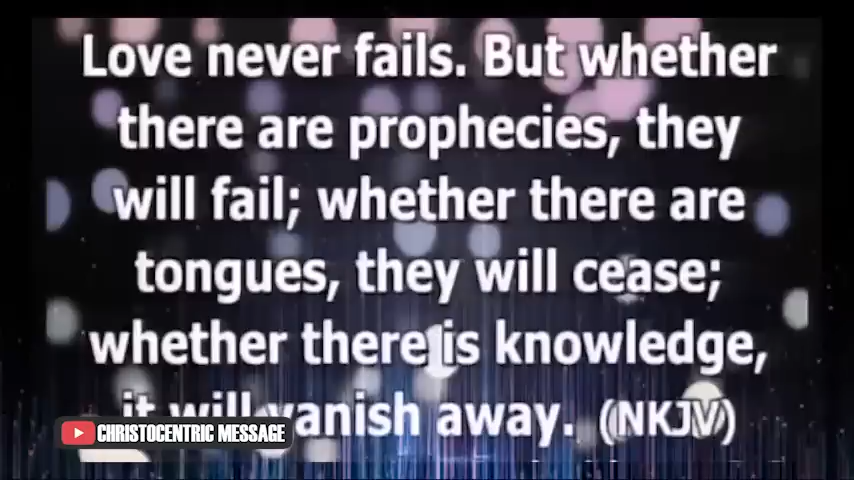 Love never fails. But whether
there are prophecies, they
will fail; whether there are
tongues, they will cease;
whether there is knowledge,
it will vanish away. (NKJV)
CHRISTOCENTRIC MESSAGE